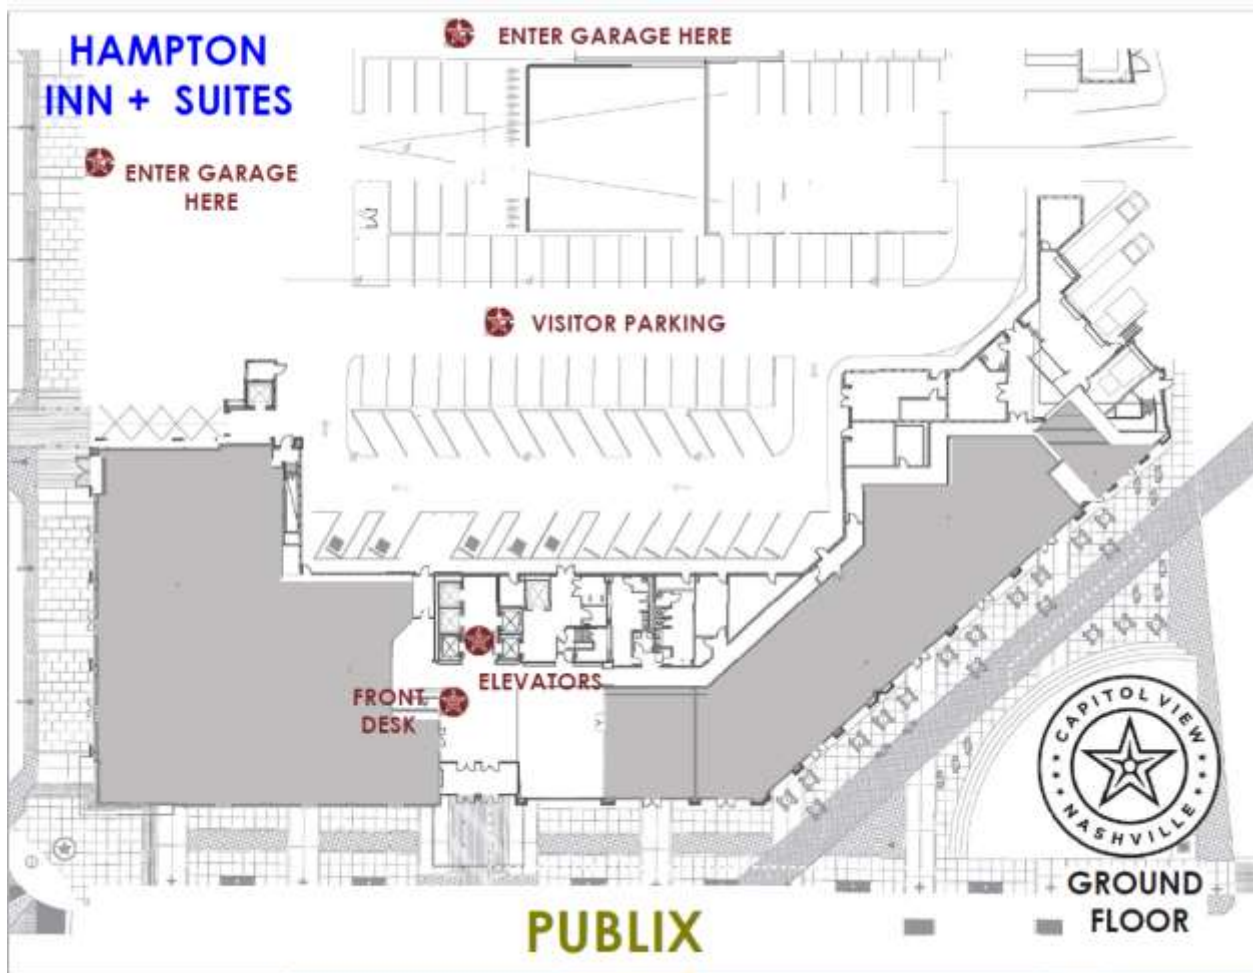 ENTER GARAGE HERE
HAMPTON
INN + SUITES
ENTER GARAGE
HERE
VISITOR PARKING
ELEVATORS
FRONT
DESK
CAPITOL VIEW
NASHVILLE
GROUND
FLOOR
PUBLIX